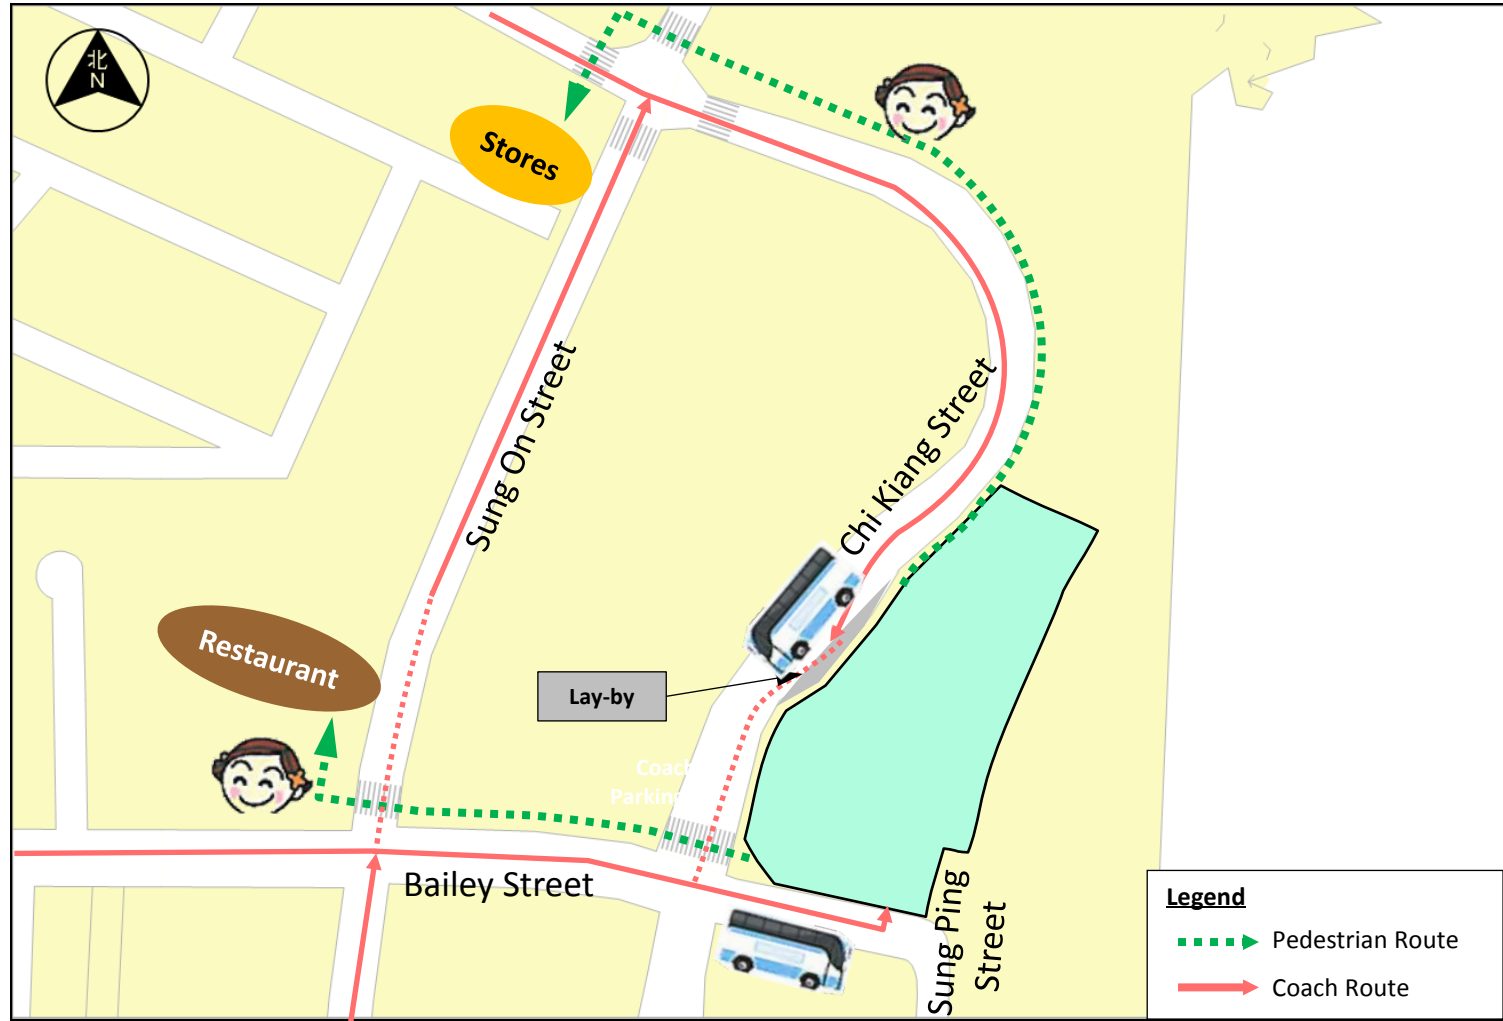 北
N
Stores
Sung On Street
Chi Kiang Street
Restaurant
Lay-by
Coach
Parking
Bailey Street
Sung Ping
Street
Legend
Pedestrian Route
Coach Route